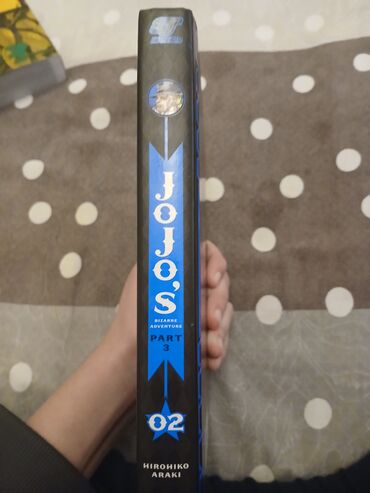 JOJO'S
BIZARRE
ADVENTURE
PART
3
02
HIROHIKO
ARAKI